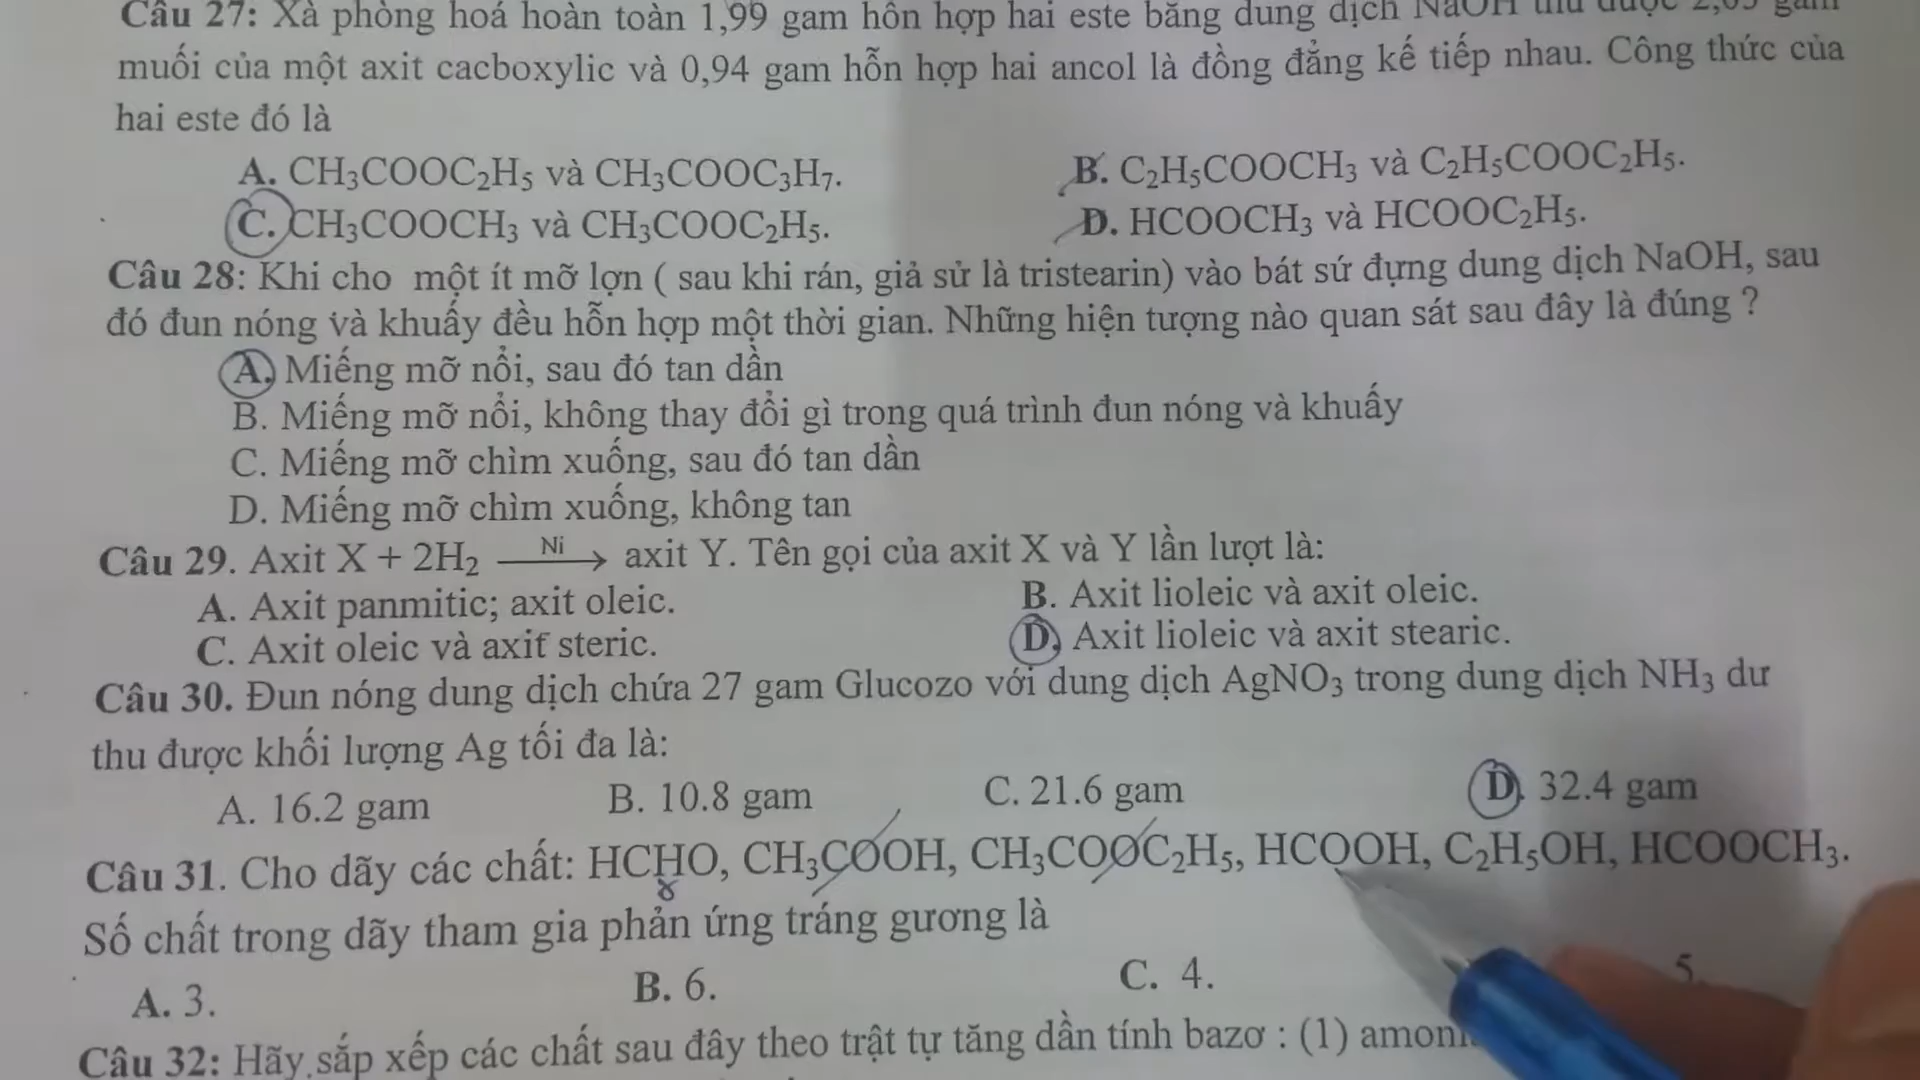 Câu 27: Xà phòng hoá hoàn toàn 1,99 gam hỗn hợp hai este bằng dung dịch NaOH thu được 2,05 gam
muối của một axit cacboxylic và 0,94 gam hỗn hợp hai ancol là đồng đẳng kế tiếp nhau. Công thức của
hai este đó là
A. CH₃COOC₂H₅ và CH₃COOC₃H₇. B. C₂H₅COOCH₃ và C₂H₅COOC₂H₅.
C. CH₃COOCH₃ và CH₃COOC₂H₅. D. HCOOCH₃ và HCOOC₂H₅.
Câu 28: Khi cho một ít mỡ lợn ( sau khi rán, giả sử là tristearin) vào bát sứ đựng dung dịch NaOH, sau
đó đun nóng và khuấy đều hỗn hợp một thời gian. Những hiện tượng nào quan sát sau đây là đúng ?
A. Miếng mỡ nổi, sau đó tan dần
B. Miếng mỡ nổi, không thay đổi gì trong quá trình đun nóng và khuấy
C. Miếng mỡ chìm xuống, sau đó tan dần
D. Miếng mỡ chìm xuống, không tan
Câu 29. Axit X + 2H₂ Ni → axit Y. Tên gọi của axit X và Y lần lượt là:
A. Axit panmitic; axit oleic. B. Axit lioleic và axit oleic.
C. Axit oleic và axit steric. D. Axit lioleic và axit stearic.
Câu 30. Đun nóng dung dịch chứa 27 gam Glucozo với dung dịch AgNO₃ trong dung dịch NH₃ dư
thu được khối lượng Ag tối đa là:
A. 16.2 gam B. 10.8 gam C. 21.6 gam D. 32.4 gam
Câu 31. Cho dãy các chất: HCHO, CH₃COOH, CH₃COOC₂H₅, HCOOH, C₂H₅OH, HCOOCH₃.
Số chất trong dãy tham gia phản ứng tráng gương là
A. 3. B. 6. C. 4. 5.
Câu 32: Hãy sắp xếp các chất sau đây theo trật tự tăng dần tính bazơ : (1)